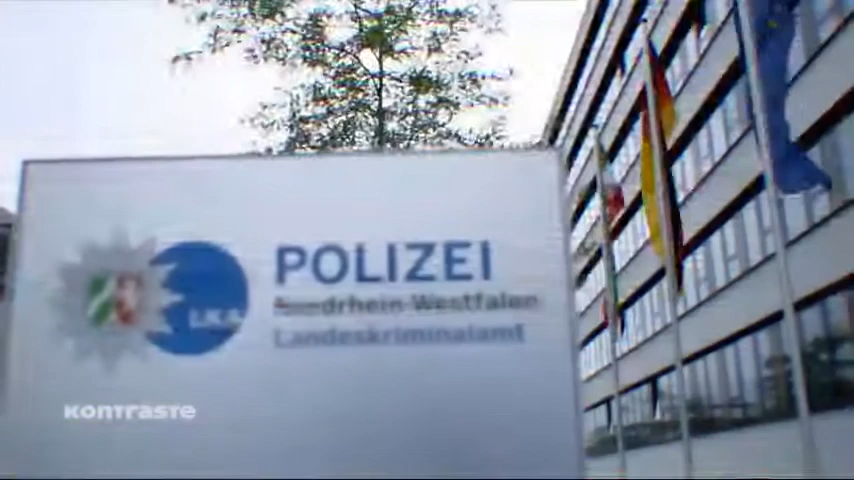 POLIZEI
Nordrhein-Westfalen
LKA
Landeskriminalamt
KONTRASTE